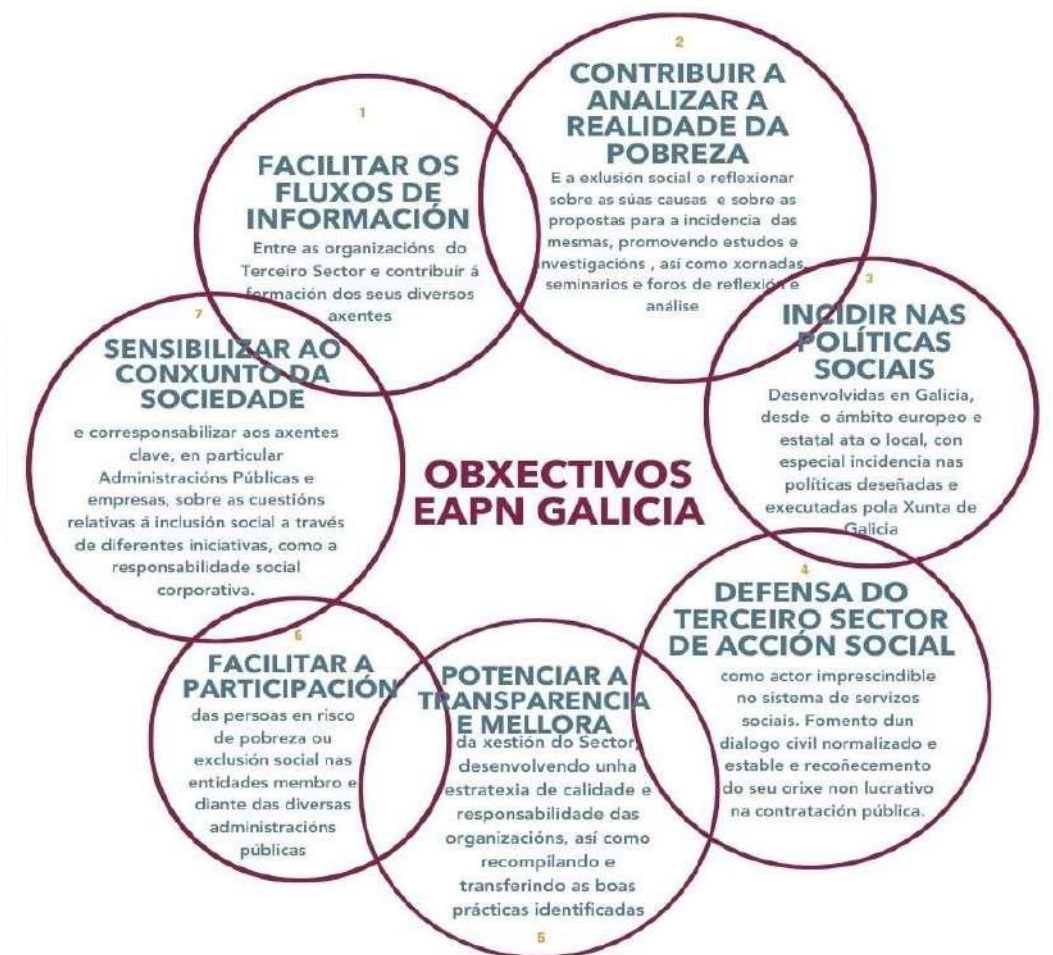 1
FACILITAR OS
FLUXOS DE
INFORMACIÓN
Entre as organizacións do
Terceiro Sector e contribuír á
formación dos seus diversos
axentes
2
CONTRIBUIR A
ANALIZAR A
REALIDADE DA
POBREZA
E a exlusión social e reflexionar
sobre as súas causas e sobre as
propostas para a incidencia das
mesmas, promovendo estudos e
investigacións , así como xornadas,
seminarios e foros de reflexión e
análise
3
INCIDIR NAS
POLÍTICAS
SOCIAIS
Desenvolvidas en Galicia,
desde o ámbito europeo e
estatal ata o local, con
especial incidencia nas
políticas deseñadas e
executadas pola Xunta de
Galicia
4
DEFENSA DO
TERCEIRO SECTOR
DE ACCIÓN SOCIAL
como actor imprescindible
no sistema de servizos
sociais. Fomento dun
dialogo civil normalizado e
estable e recoñecemento
do seu orixe non lucrativo
na contratación pública.
POTENCIAR A
TRANSPARENCIA
E MELLORA
da xestión do Sector,
desenvolvendo unha
estratexia de calidade e
responsabilidade das
organizacións, así como
recompilando e
transferindo as boas
prácticas identificadas
5
6
FACILITAR A
PARTICIPACIÓN
das persoas en risco
de pobreza ou
exclusión social nas
entidades membro e
diante das diversas
administracións
públicas
7
SENSIBILIZAR AO
CONXUNTO DA
SOCIEDADE
e corresponsabilizar aos axentes
clave, en particular
Administracións Públicas e
empresas, sobre as cuestións
relativas á inclusión social a través
de diferentes iniciativas, como a
responsabilidade social
corporativa.
OBXECTIVOS
EAPN GALICIA